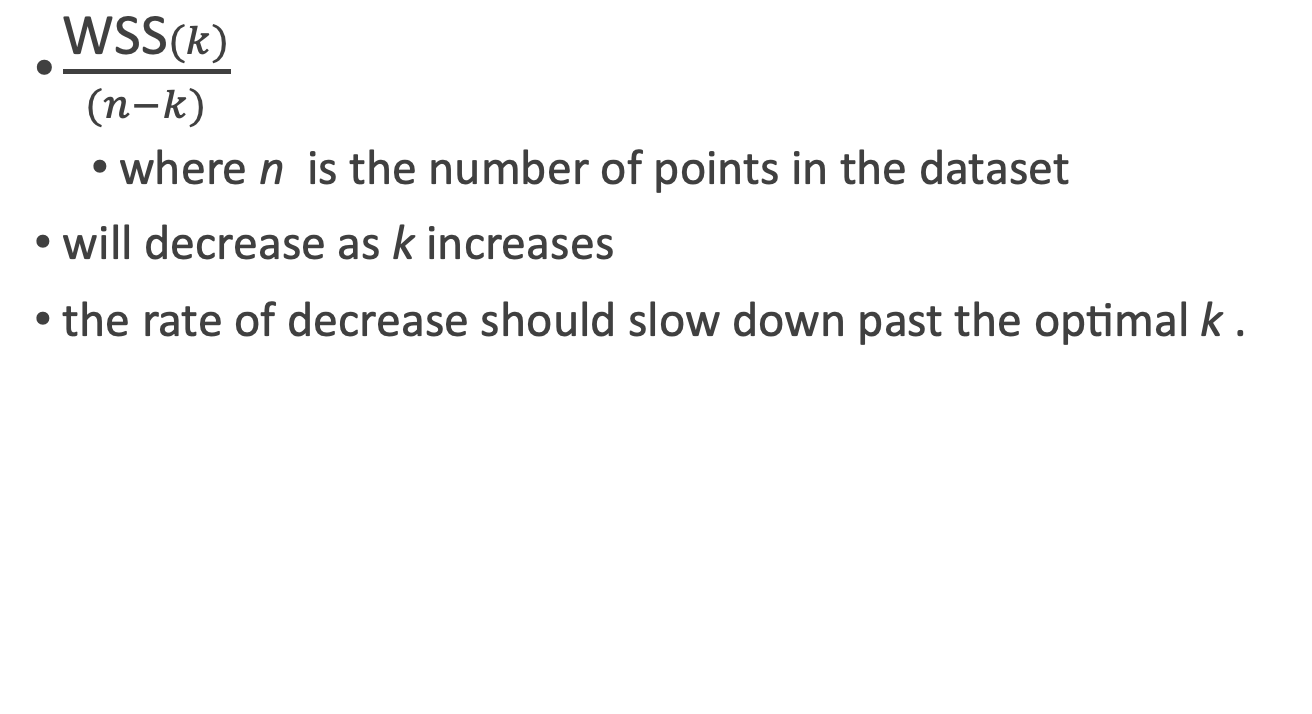 • WSS(k)
(n−k)
• where n is the number of points in the dataset
• will decrease as k increases
• the rate of decrease should slow down past the optimal k .